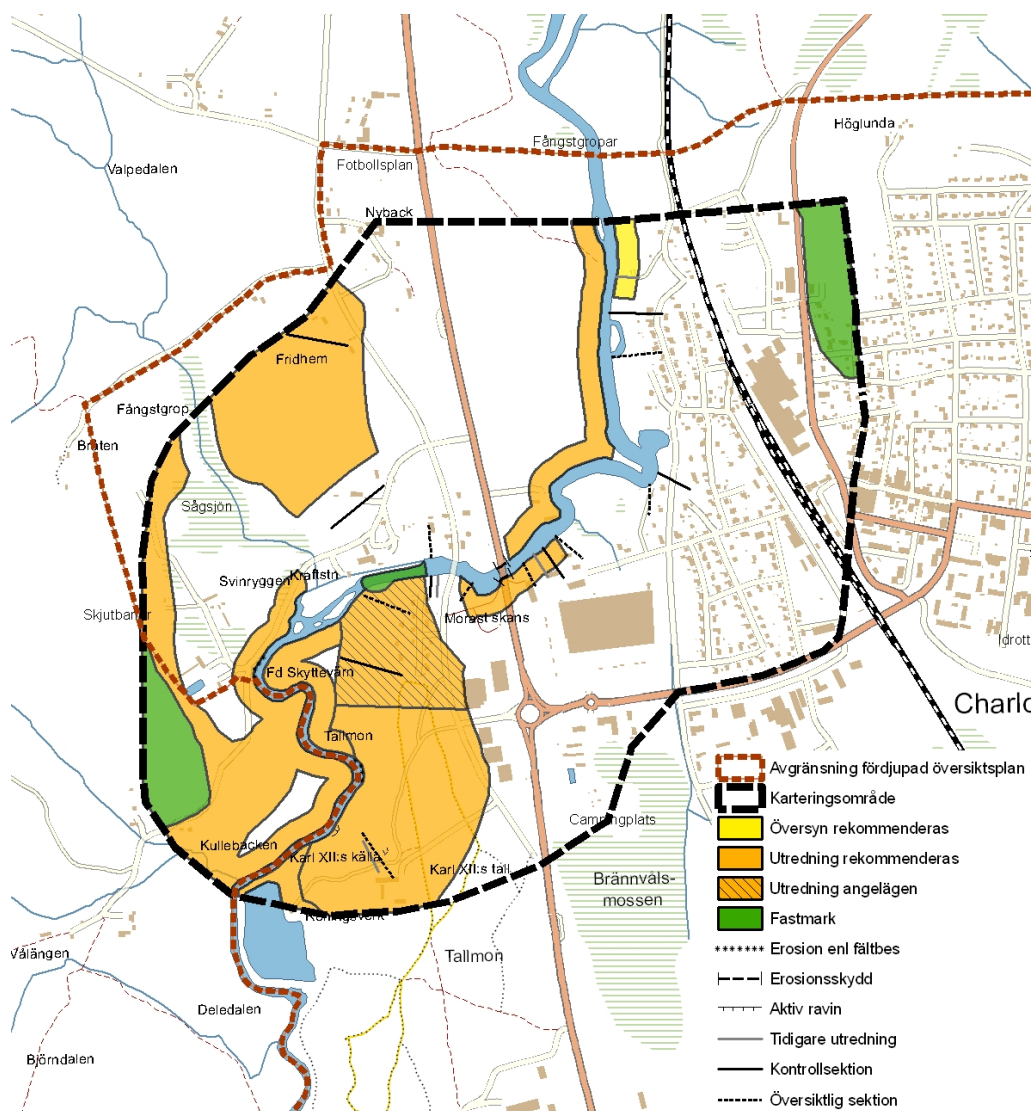 Höglunda
Fångstgropar
Fotbollsplan
Valpedalen
Nyback
Fridhem
Fångstgrop
Bråten
Sågsjön
Svinryggen
Kraftstn
Skjutbanor
Morast skans
Idrott
Fd Skyttevärn
Charlo
Tallmon
Campingplats
Kullebacken
Karl XII:s källa
Karl XII:s tall
Brännvåls-
mossen
Reningsverk
Vålängen
Tallmon
Deledalen
Björndalen
Avgränsning fördjupad översiktsplan
Karteringsområde
Översyn rekommenderas
Utredning rekommenderas
Utredning angelägen
Fastmark
Erosion enl fältbes
Erosionsskydd
Aktiv ravin
Tidigare utredning
Kontrollsektion
Översiktlig sektion